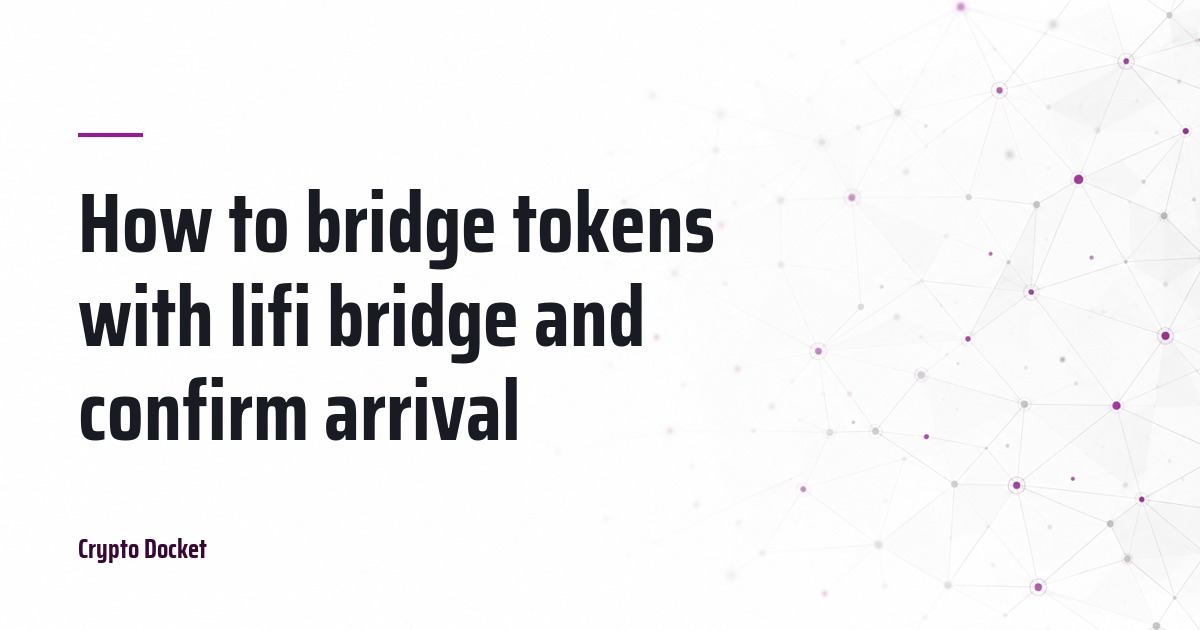 How to bridge tokens
with lifi bridge and
confirm arrival
Crypto Docket